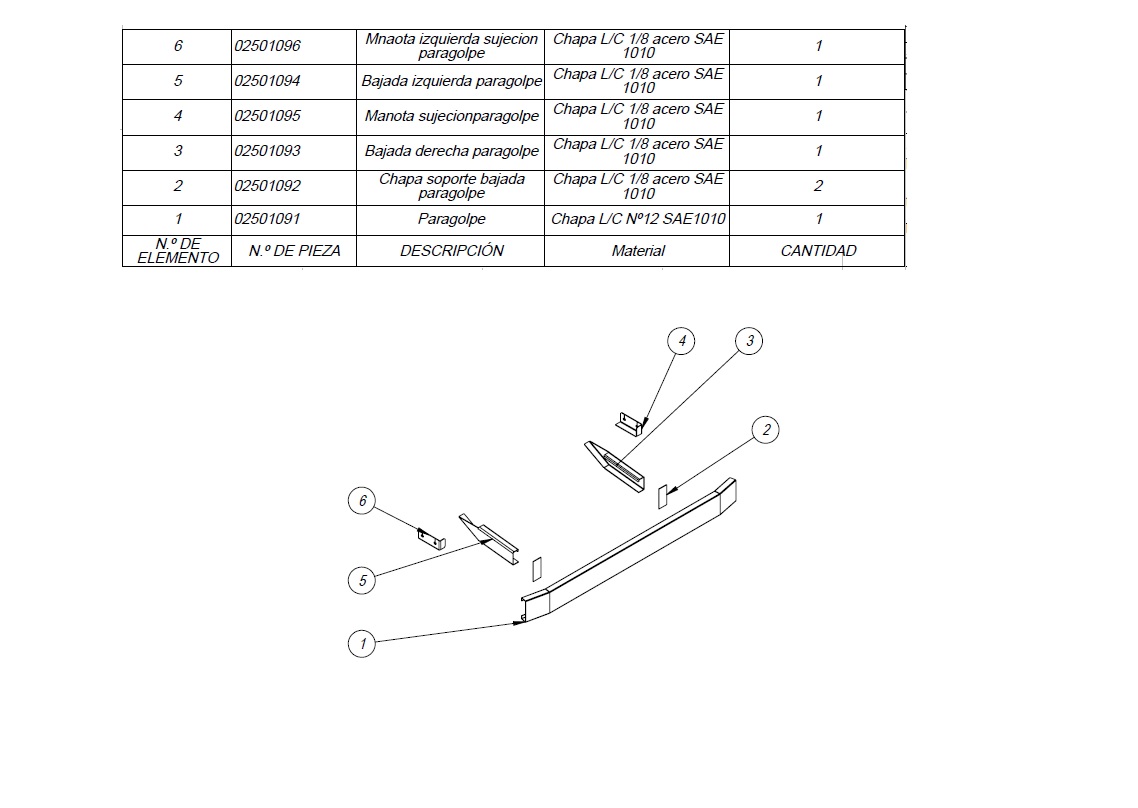 6 02501096 Mnaota izquierda sujecion paragolpe Chapa L/C 1/8 acero SAE 1010 1
5 02501094 Bajada izquierda paragolpe Chapa L/C 1/8 acero SAE 1010 1
4 02501095 Manota sujecionparagolpe Chapa L/C 1/8 acero SAE 1010 1
3 02501093 Bajada derecha paragolpe Chapa L/C 1/8 acero SAE 1010 1
2 02501092 Chapa soporte bajada paragolpe Chapa L/C 1/8 acero SAE 1010 2
1 02501091 Paragolpe Chapa L/C Nº12 SAE1010 1
N.º DE ELEMENTO N.º DE PIEZA DESCRIPCIÓN Material CANTIDAD
4 3
2
6
5
1